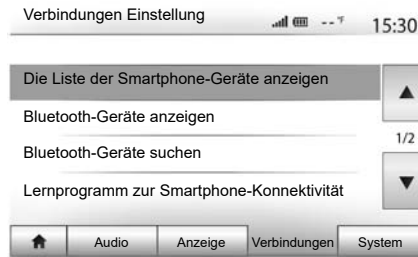 Verbindungen Einstellung
-- °F 15:30
Die Liste der Smartphone-Geräte anzeigen
Bluetooth-Geräte anzeigen
1/2
Bluetooth-Geräte suchen
Lernprogramm zur Smartphone-Konnektivität
Audio Anzeige Verbindungen System